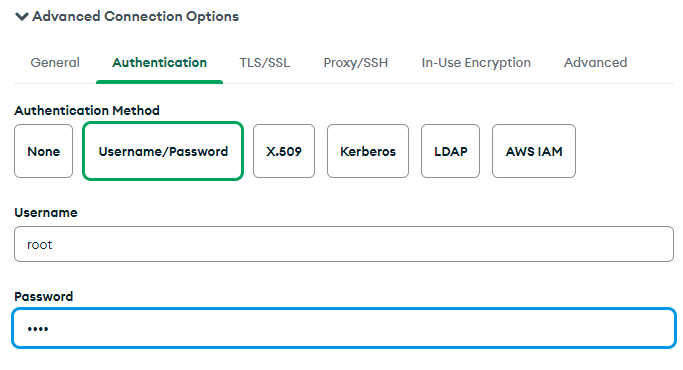 Advanced Connection Options
General Authentication TLS/SSL Proxy/SSH In-Use Encryption Advanced
Authentication Method
None Username/Password X.509 Kerberos LDAP AWS IAM
Username
root
Password
••••